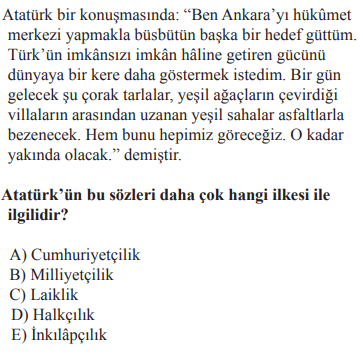 Atatürk bir konuşmasında: “Ben Ankara’yı hükûmet
merkezi yapmakla büsbütün başka bir hedef güttüm.
Türk’ün imkânsızı imkân hâline getiren gücünü
dünyaya bir kere daha göstermek istedim. Bir gün
gelecek şu çorak tarlalar, yeşil ağaçların çevirdiği
villaların arasından uzanan yeşil sahalar asfaltlarla
bezenecek. Hem bunu hepimiz göreceğiz. O kadar
yakında olacak.” demiştir.
Atatürk’ün bu sözleri daha çok hangi ilkesi ile
ilgilidir?
A) Cumhuriyetçilik
B) Milliyetçilik
C) Laiklik
D) Halkçılık
E) İnkılâpçılık